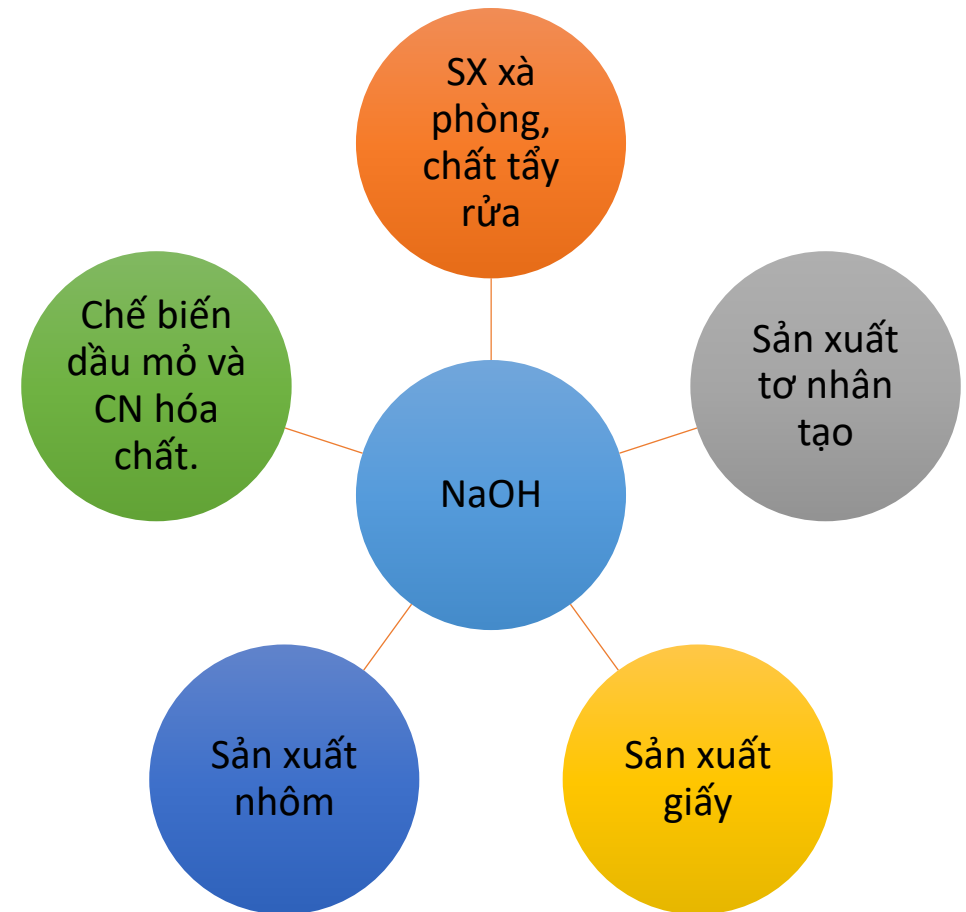 SX xà
phòng,
chất tẩy
rửa
Chế biến
dầu mỏ và
CN hóa
chất.
Sản xuất
tơ nhân
tạo
NaOH
Sản xuất
nhôm
Sản xuất
giấy